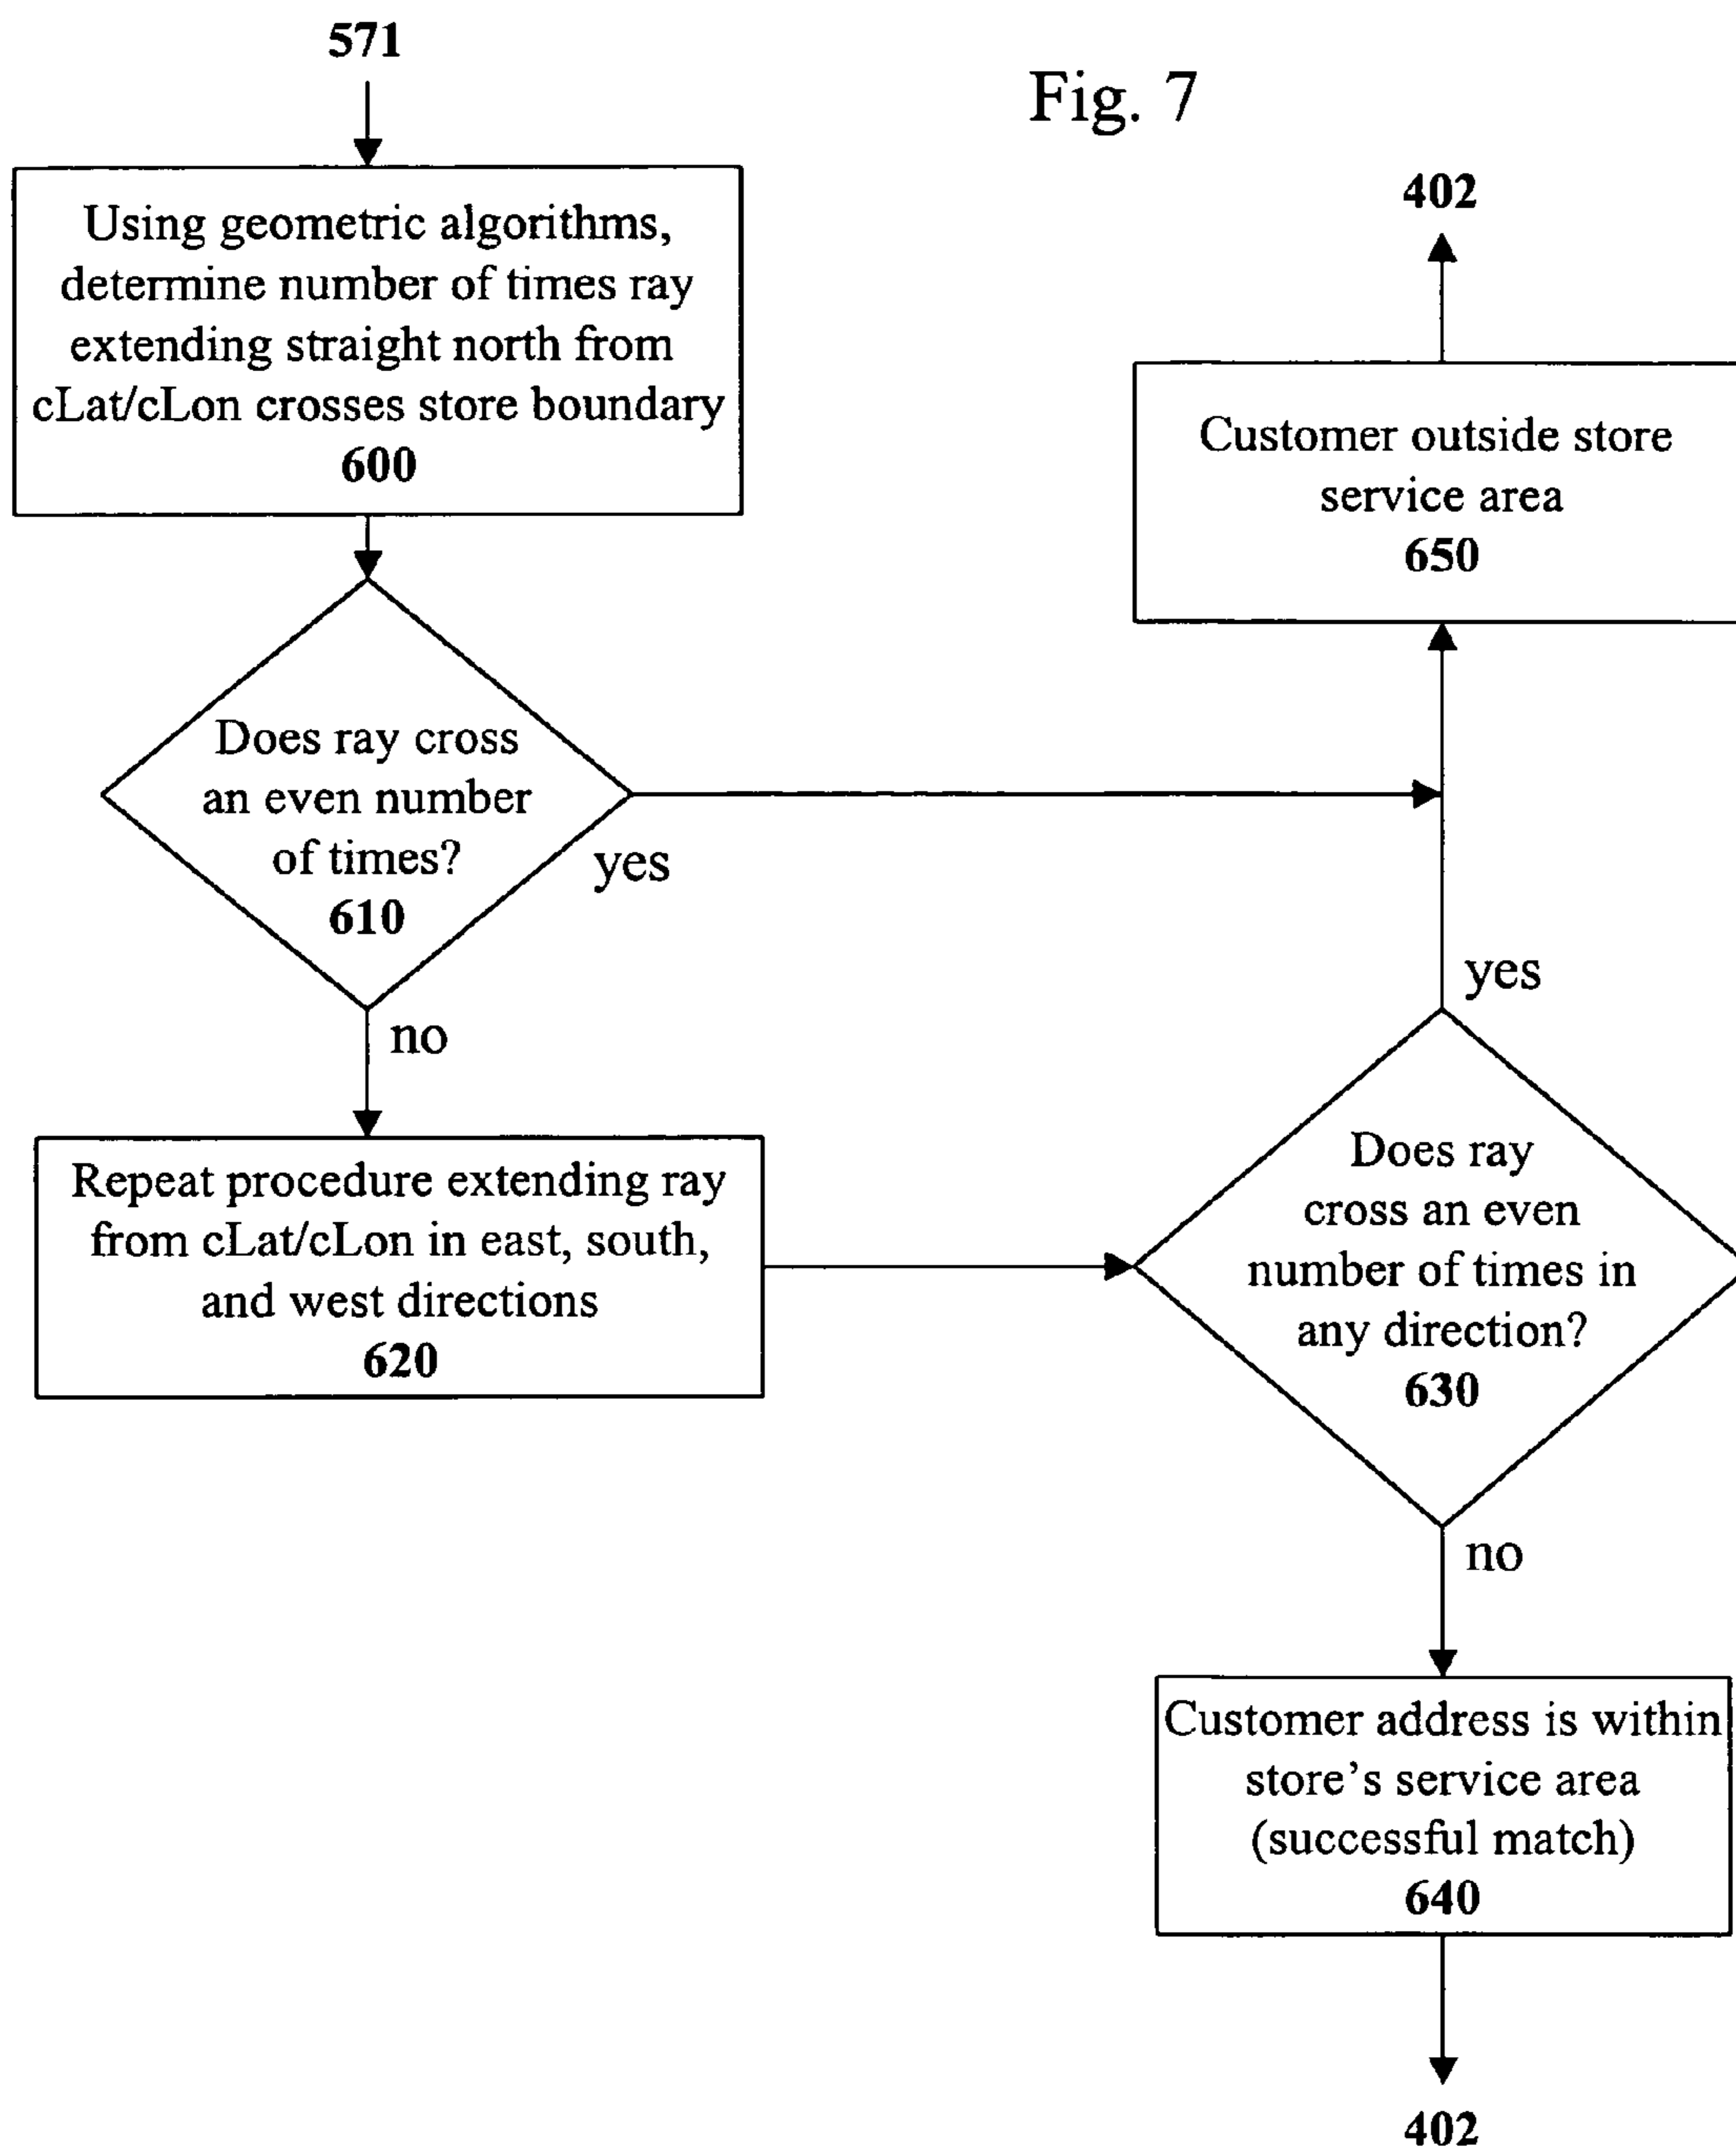 571
Fig. 7
Using geometric algorithms,
determine number of times ray
extending straight north from
cLat/cLon crosses store boundary
600
402
Customer outside store
service area
650
Does ray cross
an even number
of times?
610
yes
no
yes
Repeat procedure extending ray
from cLat/cLon in east, south,
and west directions
620
Does ray
cross an even
number of times in
any direction?
630
no
Customer address is within
store’s service area
(successful match)
640
402